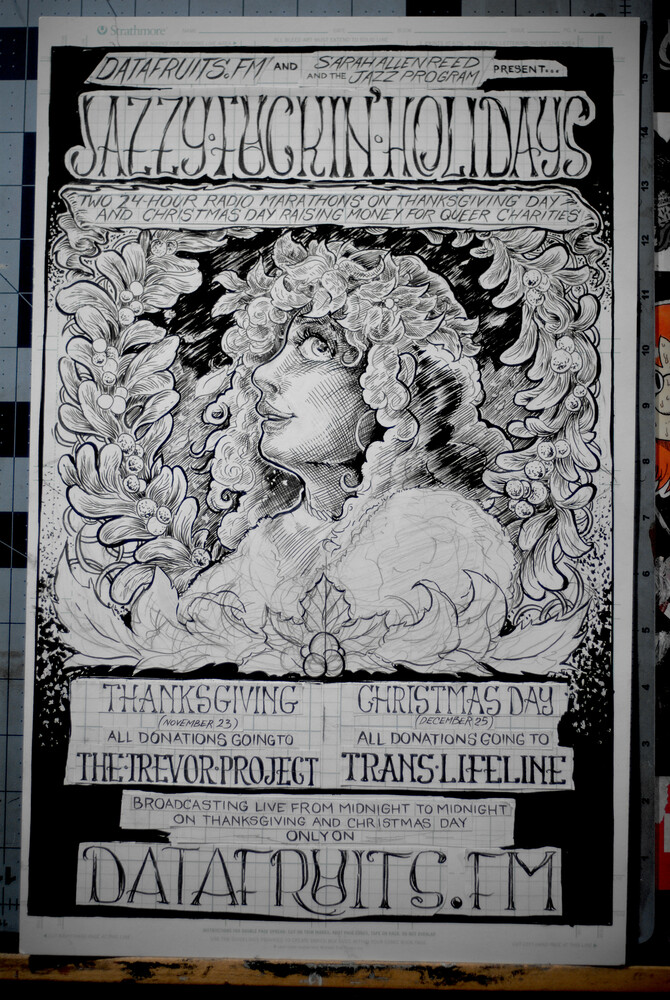 Strathmore
DATAFRUITS.FM AND SARAH ALLEN REED
AND THE JAZZ PROGRAM PRESENT...
JAZZY·FUCKIN'·HOLIDAYS
TWO 24-HOUR RADIO MARATHONS ON THANKSGIVING DAY
AND CHRISTMAS DAY RAISING MONEY FOR QUEER CHARITIES
THANKSGIVING
(NOVEMBER 23)
ALL DONATIONS GOING TO
THE·TREVOR·PROJECT
CHRISTMAS DAY
(DECEMBER 25)
ALL DONATIONS GOING TO
TRANS·LIFELINE
BROADCASTING LIVE FROM MIDNIGHT TO MIDNIGHT
ON THANKSGIVING AND CHRISTMAS DAY
ONLY ON
DATAFRUITS.FM